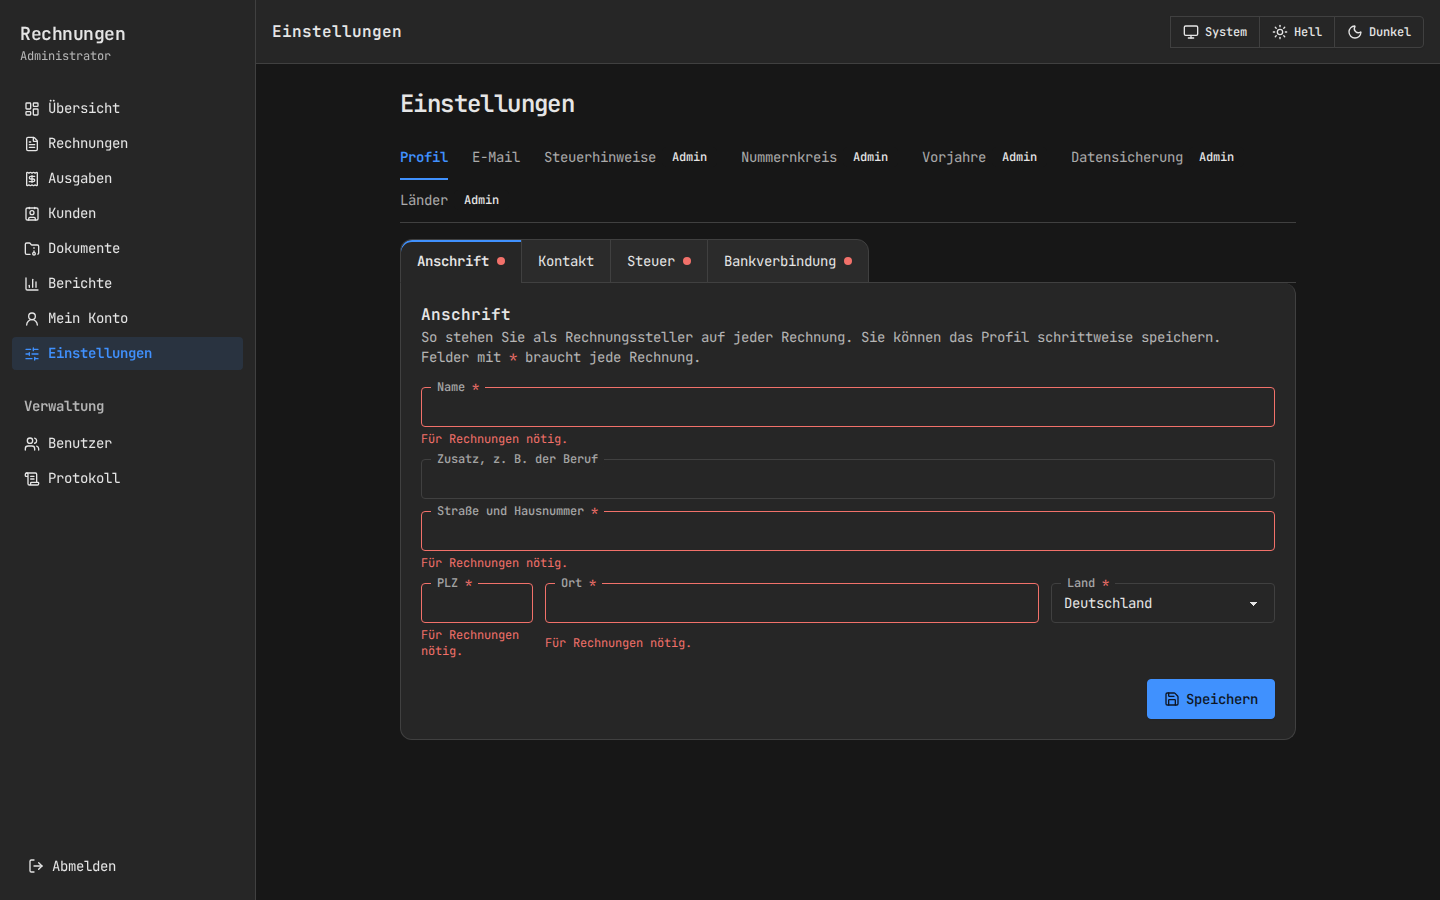 Rechnungen
Administrator
Übersicht
Rechnungen
Ausgaben
Kunden
Dokumente
Berichte
Mein Konto
Einstellungen
Verwaltung
Benutzer
Protokoll
Abmelden
Einstellungen
System Hell Dunkel
Einstellungen
Profil E-Mail Steuerhinweise Admin Nummernkreis Admin Vorjahre Admin Datensicherung Admin
Länder Admin
Anschrift Kontakt Steuer Bankverbindung
Anschrift
So stehen Sie als Rechnungssteller auf jeder Rechnung. Sie können das Profil schrittweise speichern.
Felder mit * braucht jede Rechnung.
Name *
Für Rechnungen nötig.
Zusatz, z. B. der Beruf
Straße und Hausnummer *
Für Rechnungen nötig.
PLZ * Ort * Land *
Deutschland
Für Rechnungen
nötig.
Für Rechnungen nötig.
Speichern